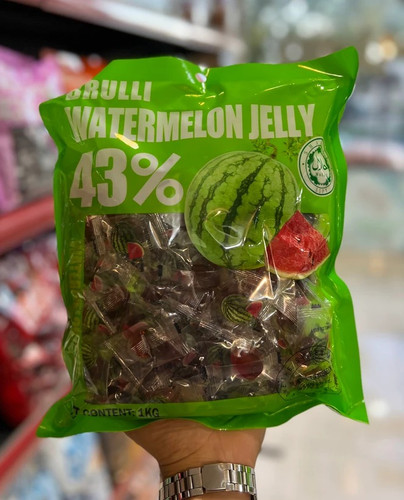 BRULLI
WATERMELON JELLY
43%
CONTENT: 1KG